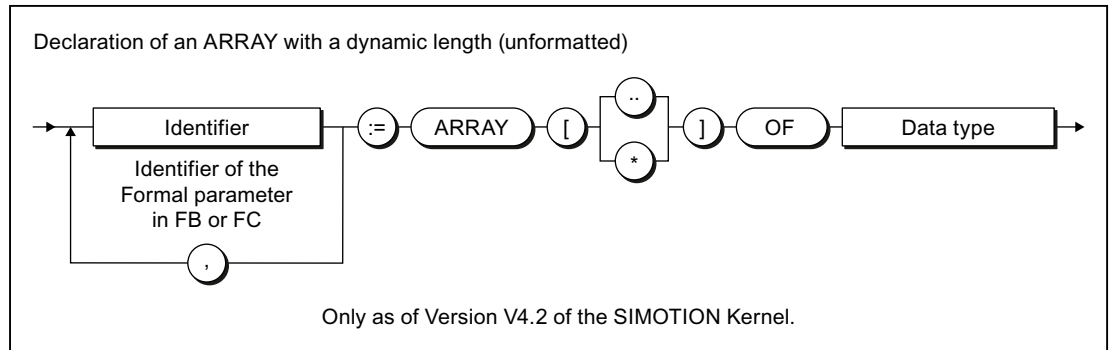 Declaration of an ARRAY with a dynamic length (unformatted)
Identifier := ARRAY [ .. * ] OF Data type
Identifier of the
Formal parameter
in FB or FC
,
Only as of Version V4.2 of the SIMOTION Kernel.